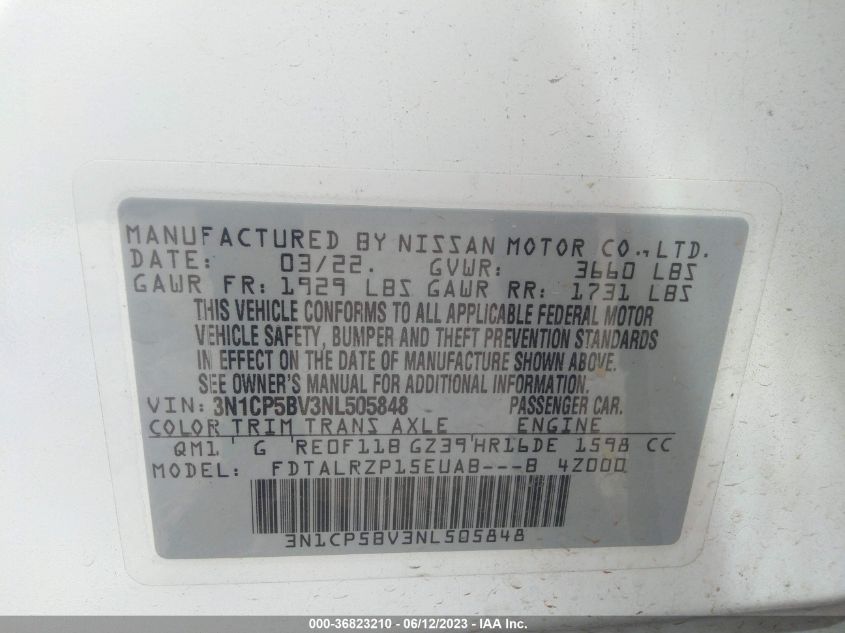 MANUFACTURED BY NISSAN MOTOR CO.,LTD.
DATE: 03/22. GVWR: 3660 LBS
GAWR FR: 1929 LBS GAWR RR: 1731 LBS
THIS VEHICLE CONFORMS TO ALL APPLICABLE FEDERAL MOTOR
VEHICLE SAFETY, BUMPER AND THEFT PREVENTION STANDARDS
IN EFFECT ON THE DATE OF MANUFACTURE SHOWN ABOVE.
SEE OWNER'S MANUAL FOR ADDITIONAL INFORMATION.
VIN: 3N1CP5BV3NL505848 PASSENGER CAR.
COLOR TRIM TRANS AXLE ENGINE
QM1 G RE0F11B GZ39 HR16DE 1598 CC
MODEL: FDTALRZP15EUAB---B 4Z000
3N1CP5BV3NL505848
000-36823210 - 06/12/2023 - IAA Inc.